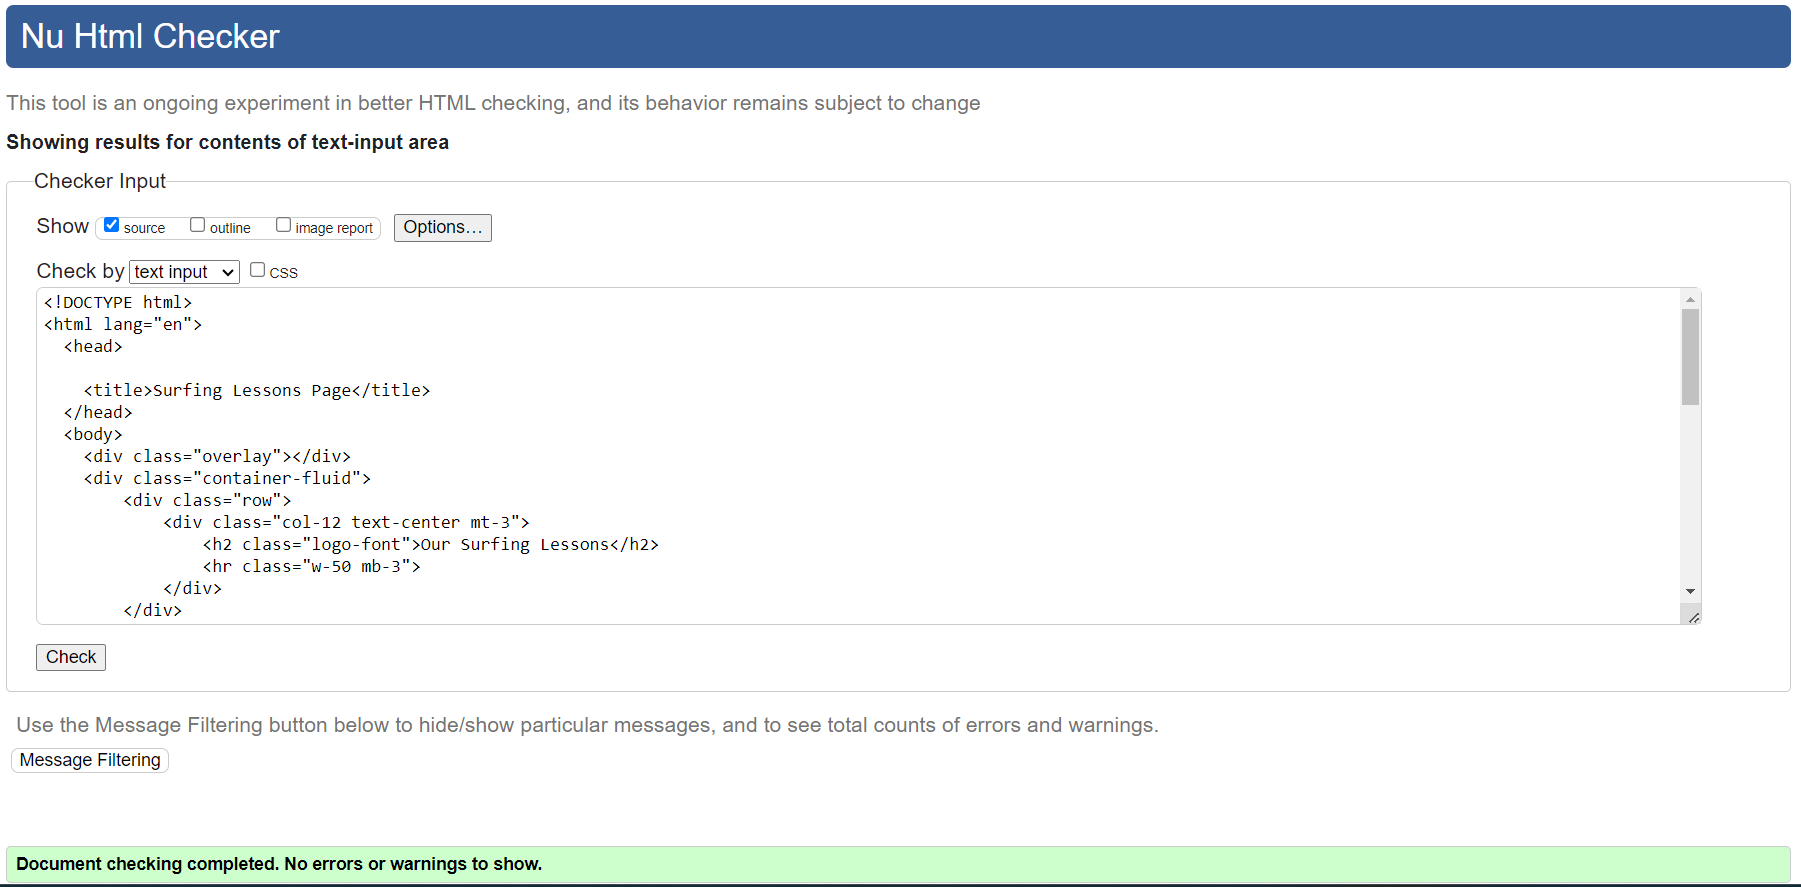 Nu Html Checker
This tool is an ongoing experiment in better HTML checking, and its behavior remains subject to change
Showing results for contents of text-input area
Checker Input
Show source outline image report Options...
Check by text input CSS
<!DOCTYPE html>
<html lang="en">
  <head>

    <title>Surfing Lessons Page</title>
  </head>
  <body>
    <div class="overlay"></div>
    <div class="container-fluid">
        <div class="row">
            <div class="col-12 text-center mt-3">
                <h2 class="logo-font">Our Surfing Lessons</h2>
                <hr class="w-50 mb-3">
            </div>
        </div>
Check
Use the Message Filtering button below to hide/show particular messages, and to see total counts of errors and warnings.
Message Filtering
Document checking completed. No errors or warnings to show.